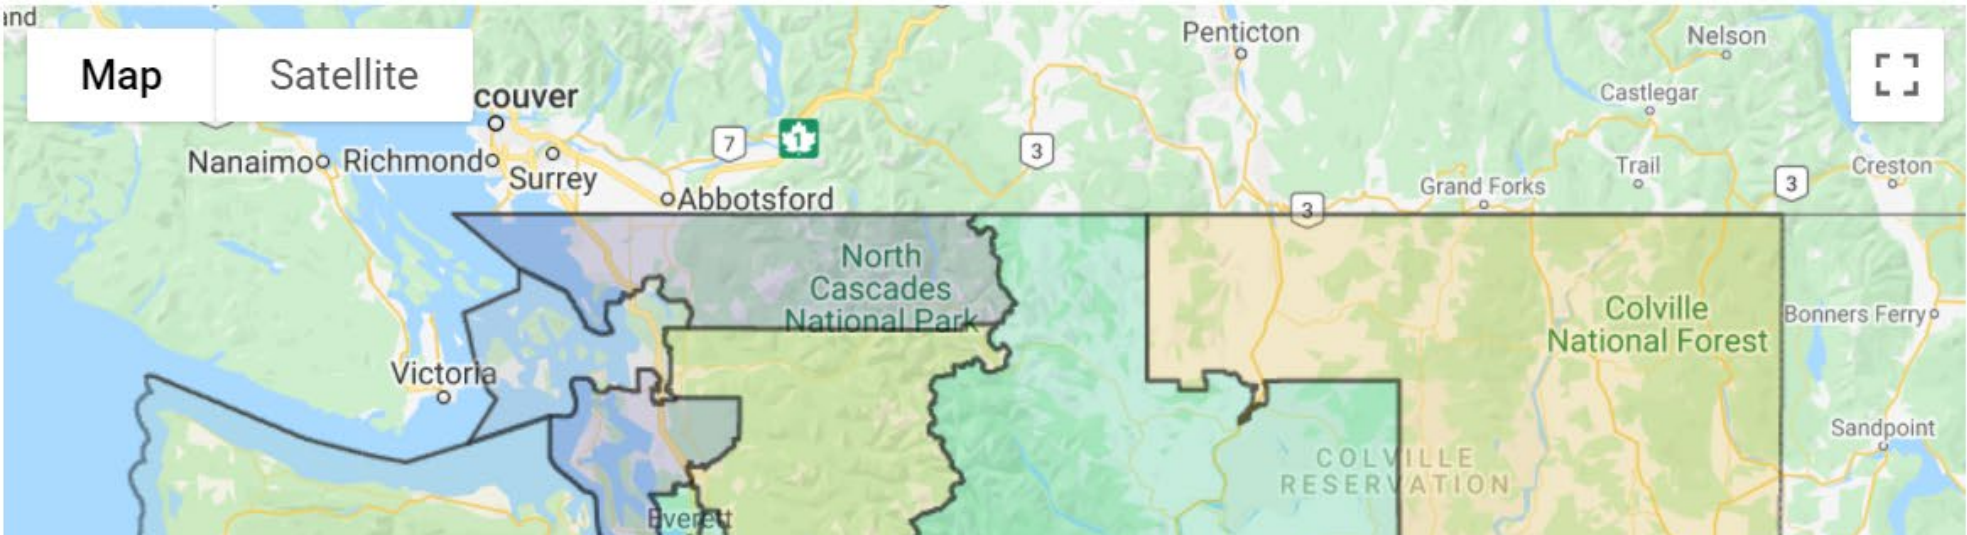 and
Map
Satellite
couver
Penticton
Nelson
Castlegar
7
1
3
Nanaimo
Richmond
Surrey
Abbotsford
Grand Forks
Trail
3
Creston
3
North
Cascades
National Park
Colville
National Forest
Bonners Ferry
Victoria
Sandpoint
COLVILLE
RESERVATION
Everett